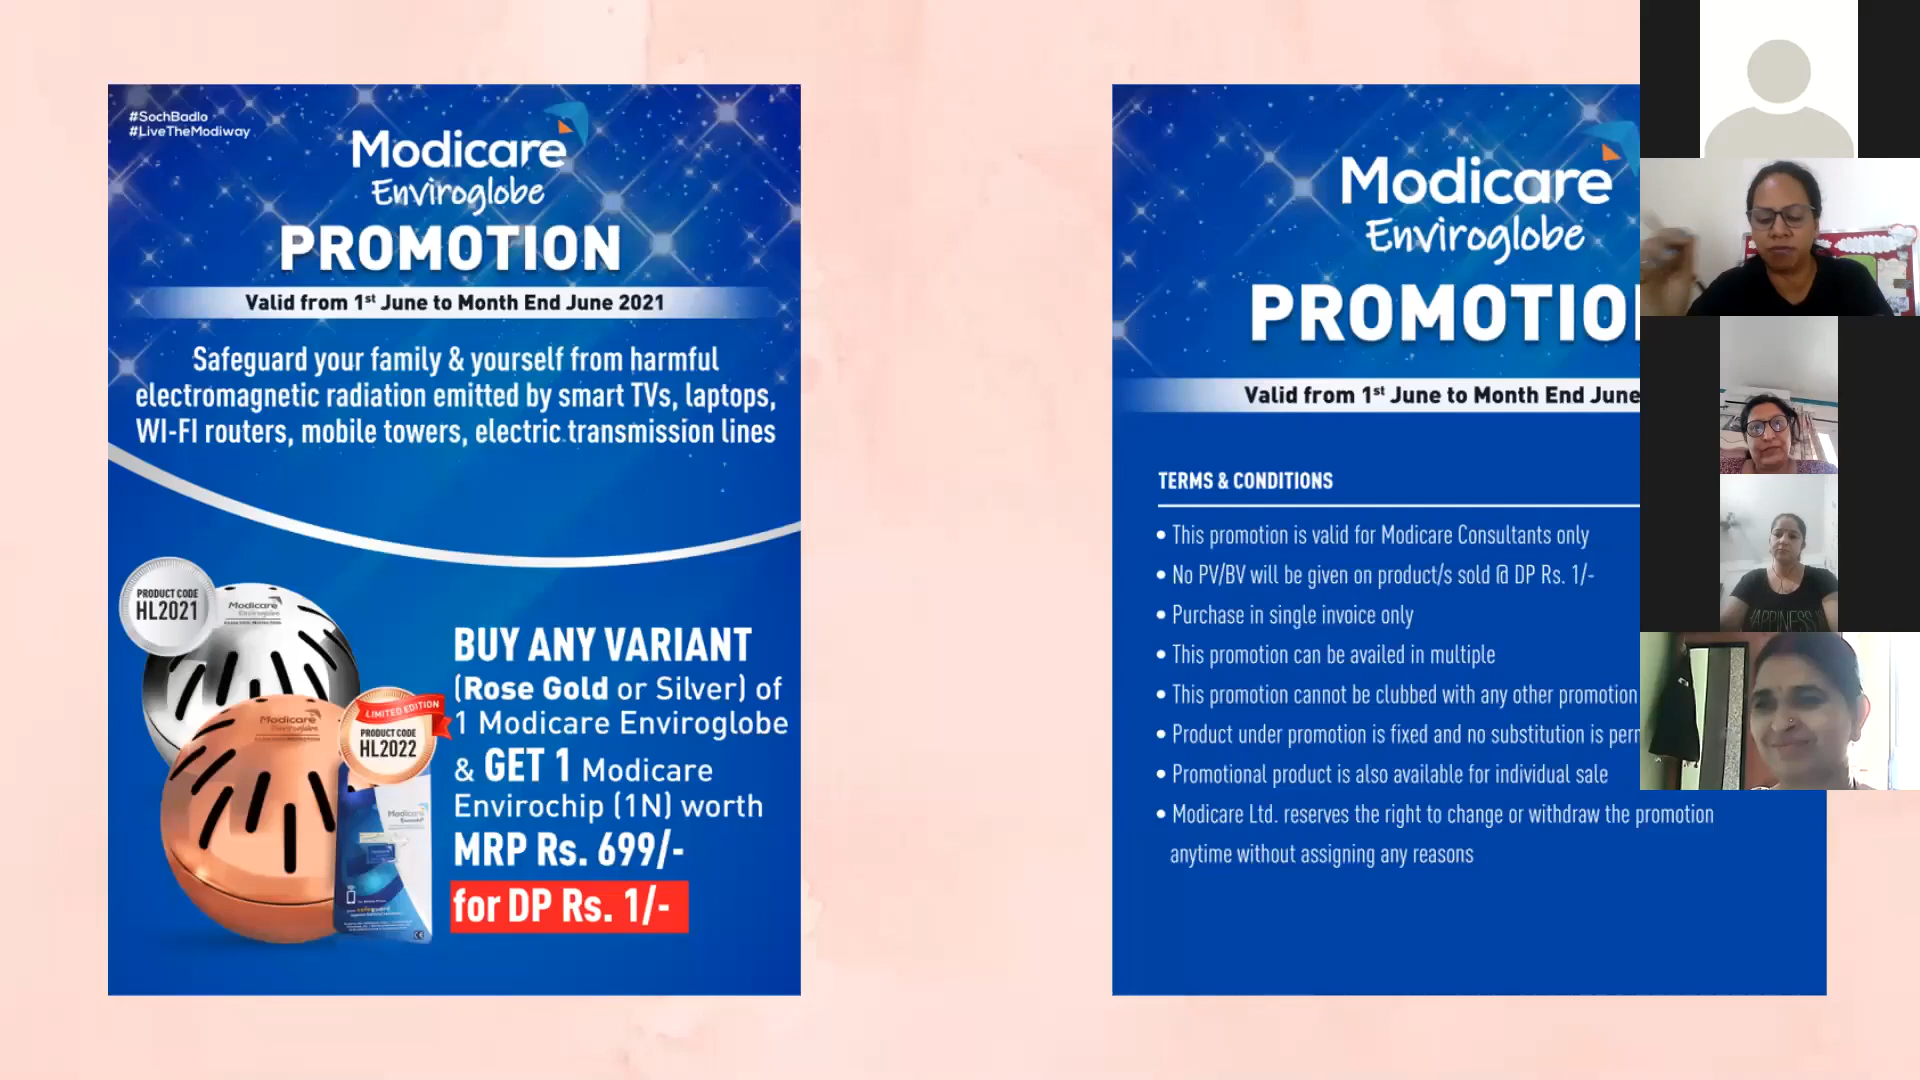 #SochBadlo
#LiveTheModiway
Modicare
Enviroglobe
PROMOTION
Valid from 1st June to Month End June 2021
Safeguard your family & yourself from harmful
electromagnetic radiation emitted by smart TVs, laptops,
WI-FI routers, mobile towers, electric transmission lines
PRODUCT CODE
HL2021
Modicare
Enviroglobe
LIMITED EDITION
PRODUCT CODE
HL2022
Modicare
Enviroglobe
Modicare
BUY ANY VARIANT
(Rose Gold or Silver) of
1 Modicare Enviroglobe
& GET 1 Modicare
Envirochip (1N) worth
MRP Rs. 699/-
for DP Rs. 1/-
Modicare
Enviroglobe
PROMOTIO
Valid from 1st June to Month End June
TERMS & CONDITIONS
• This promotion is valid for Modicare Consultants only
• No PV/BV will be given on product/s sold @ DP Rs. 1/-
• Purchase in single invoice only
• This promotion can be availed in multiple
• This promotion cannot be clubbed with any other promotion
• Product under promotion is fixed and no substitution is
• Promotional product is also available for individual sale
• Modicare Ltd. reserves the right to change or withdraw the promotion
anytime without assigning any reasons
HAPPINESS